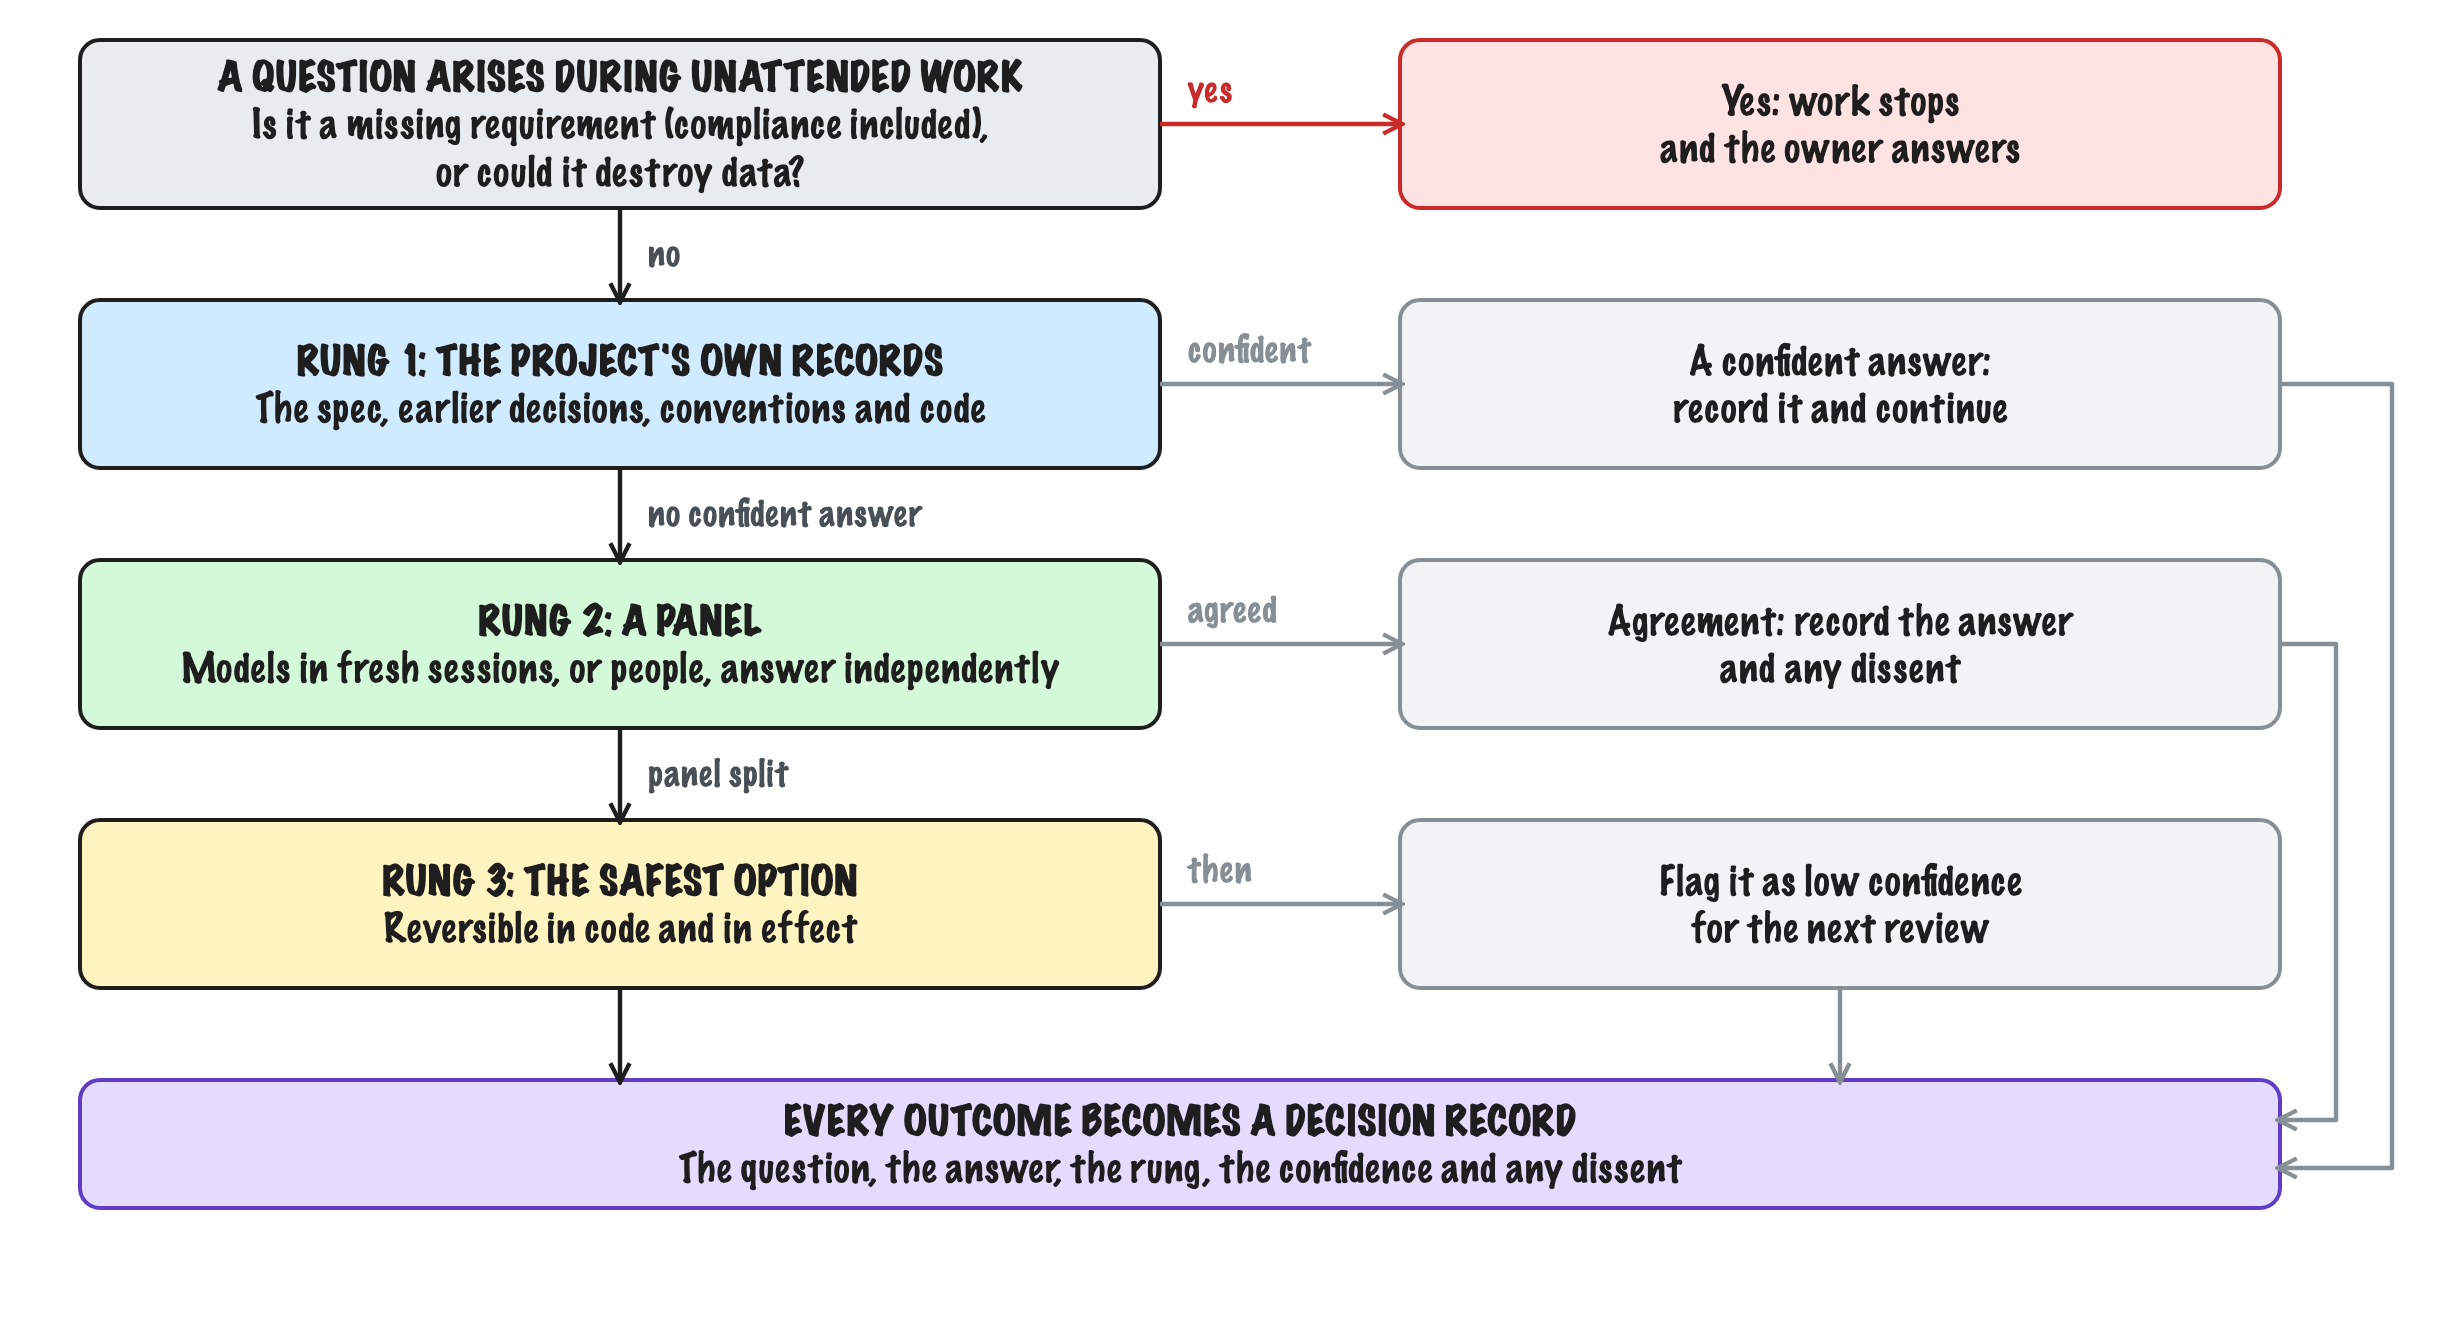 A QUESTION ARISES DURING UNATTENDED WORK
Is it a missing requirement (compliance included),
or could it destroy data?
yes
Yes: work stops
and the owner answers
no
RUNG 1: THE PROJECT'S OWN RECORDS
The spec, earlier decisions, conventions and code
confident
A confident answer:
record it and continue
no confident answer
RUNG 2: A PANEL
Models in fresh sessions, or people, answer independently
agreed
Agreement: record the answer
and any dissent
panel split
RUNG 3: THE SAFEST OPTION
Reversible in code and in effect
then
Flag it as low confidence
for the next review
EVERY OUTCOME BECOMES A DECISION RECORD
The question, the answer, the rung, the confidence and any dissent